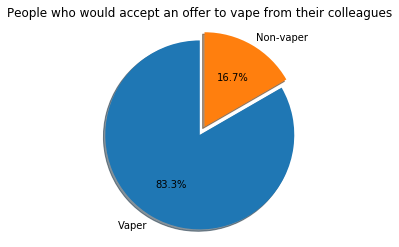 People who would accept an offer to vape from their colleagues
Non-vaper
16.7%
83.3%
Vaper